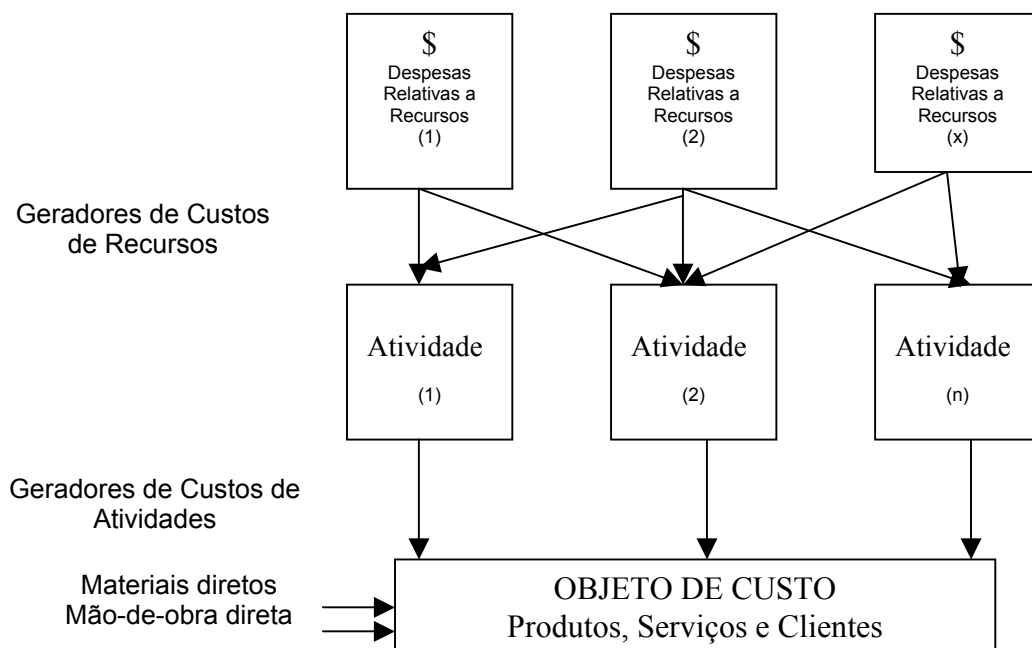 $
Despesas
Relativas a
Recursos
(1)
$
Despesas
Relativas a
Recursos
(2)
$
Despesas
Relativas a
Recursos
(x)
Geradores de Custos
de Recursos
Atividade
(1)
Atividade
(2)
Atividade
(n)
Geradores de Custos de
Atividades
Materiais diretos
Mão-de-obra direta
OBJETO DE CUSTO
Produtos, Serviços e Clientes